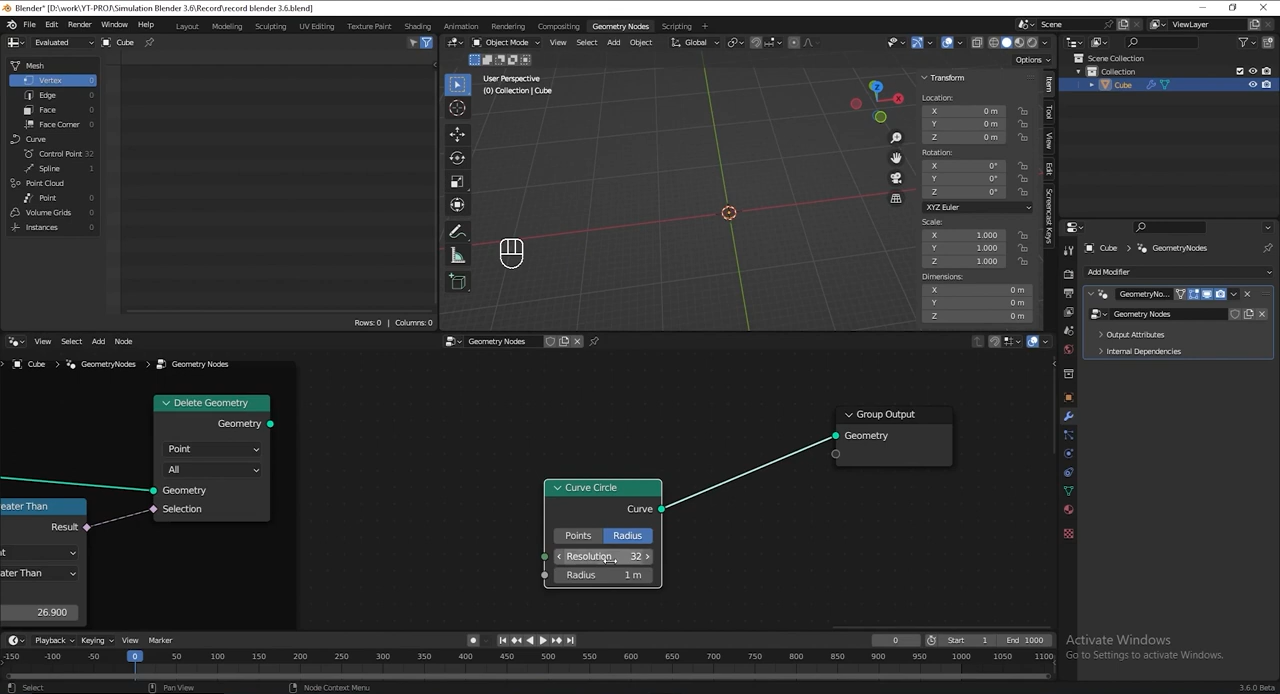 Blender* [D:\work\YT-PROJ\Simulation Blender 3.6\Record\record blender 3.6.blend]
File Edit Render Window Help Layout Modeling Sculpting UV Editing Texture Paint Shading Animation Rendering Compositing Geometry Nodes Scripting + Scene ViewLayer
Evaluated Cube
Object Mode View Select Add Object Global
Options
Mesh
Vertex 0
Edge 0
Face 0
Face Corner 0
Curve
Control Point 32
Spline 1
Point Cloud
Point 0
Volume Grids 0
Instances 0
Rows: 0 | Columns: 0
User Perspective
(0) Collection | Cube
Z
X
Transform
Location:
X 0 m
Y 0 m
Z 0 m
Rotation:
X 0°
Y 0°
Z 0°
XYZ Euler
Scale:
X 1.000
Y 1.000
Z 1.000
Dimensions:
X 0 m
Y 0 m
Z 0 m
Item
Tool
View
Edit
Screencast Keys
Scene Collection
Collection
Cube
Cube > GeometryNodes
Add Modifier
GeometryNo...
Geometry Nodes
Output Attributes
Internal Dependencies
View Select Add Node Geometry Nodes
Cube > GeometryNodes > Geometry Nodes
Delete Geometry
Geometry
Point
All
Geometry
Selection
eater Than
Result
nt
ater Than
26.900
Curve Circle
Curve
Points Radius
Resolution 32
Radius 1 m
Group Output
Geometry
Playback Keying View Marker 0 Start 1 End 1000
-150 -100 -50 0 50 100 150 200 250 300 350 400 450 500 550 600 650 700 750 800 850 900 950 1000 1050 1100
Activate Windows
Go to Settings to activate Windows.
Select Pan View Node Context Menu 3.6.0 Beta